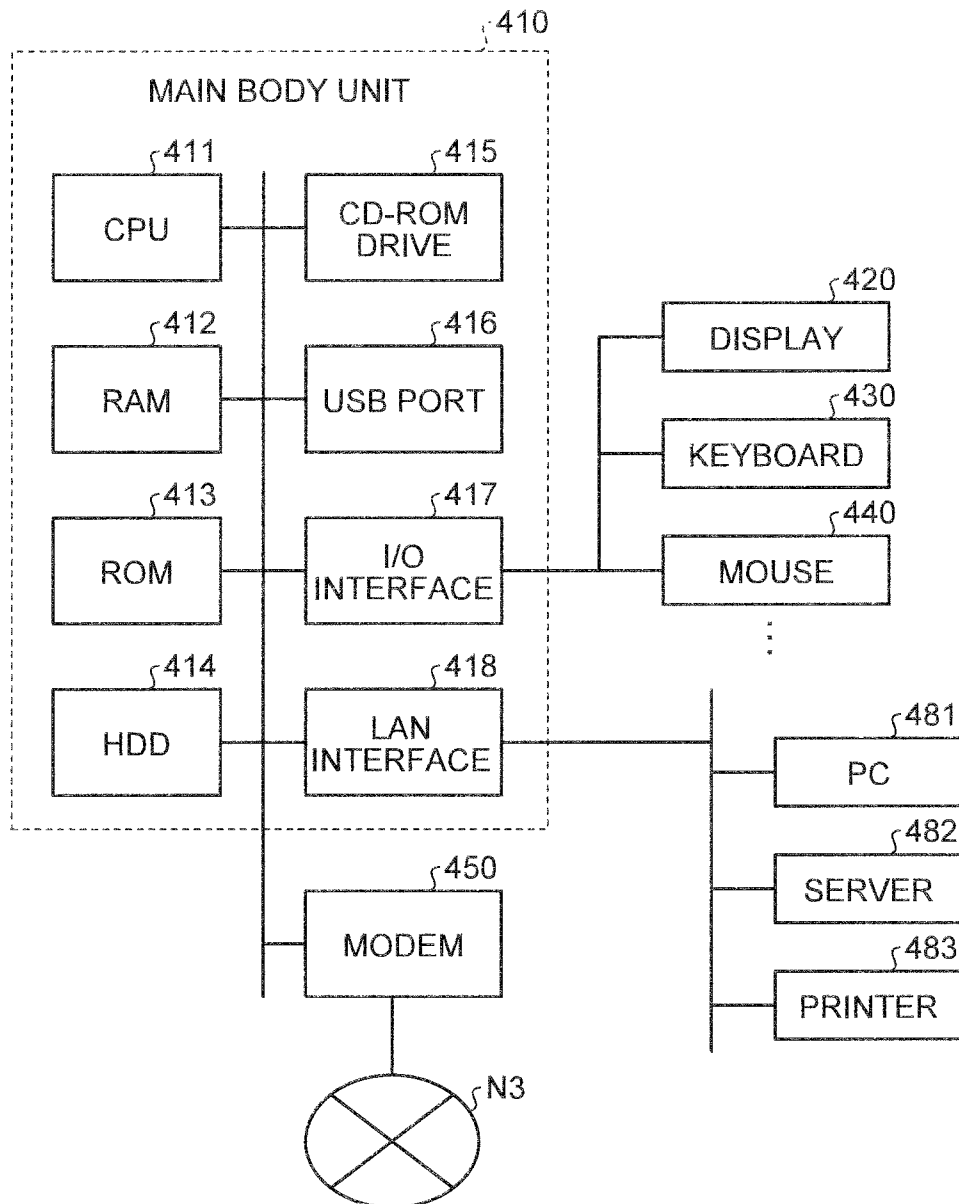 410
MAIN BODY UNIT
411
CPU
415
CD-ROM
DRIVE
412
RAM
416
USB PORT
413
ROM
417
I/O
INTERFACE
414
HDD
418
LAN
INTERFACE
420
DISPLAY
430
KEYBOARD
440
MOUSE
481
PC
482
SERVER
483
PRINTER
450
MODEM
N3